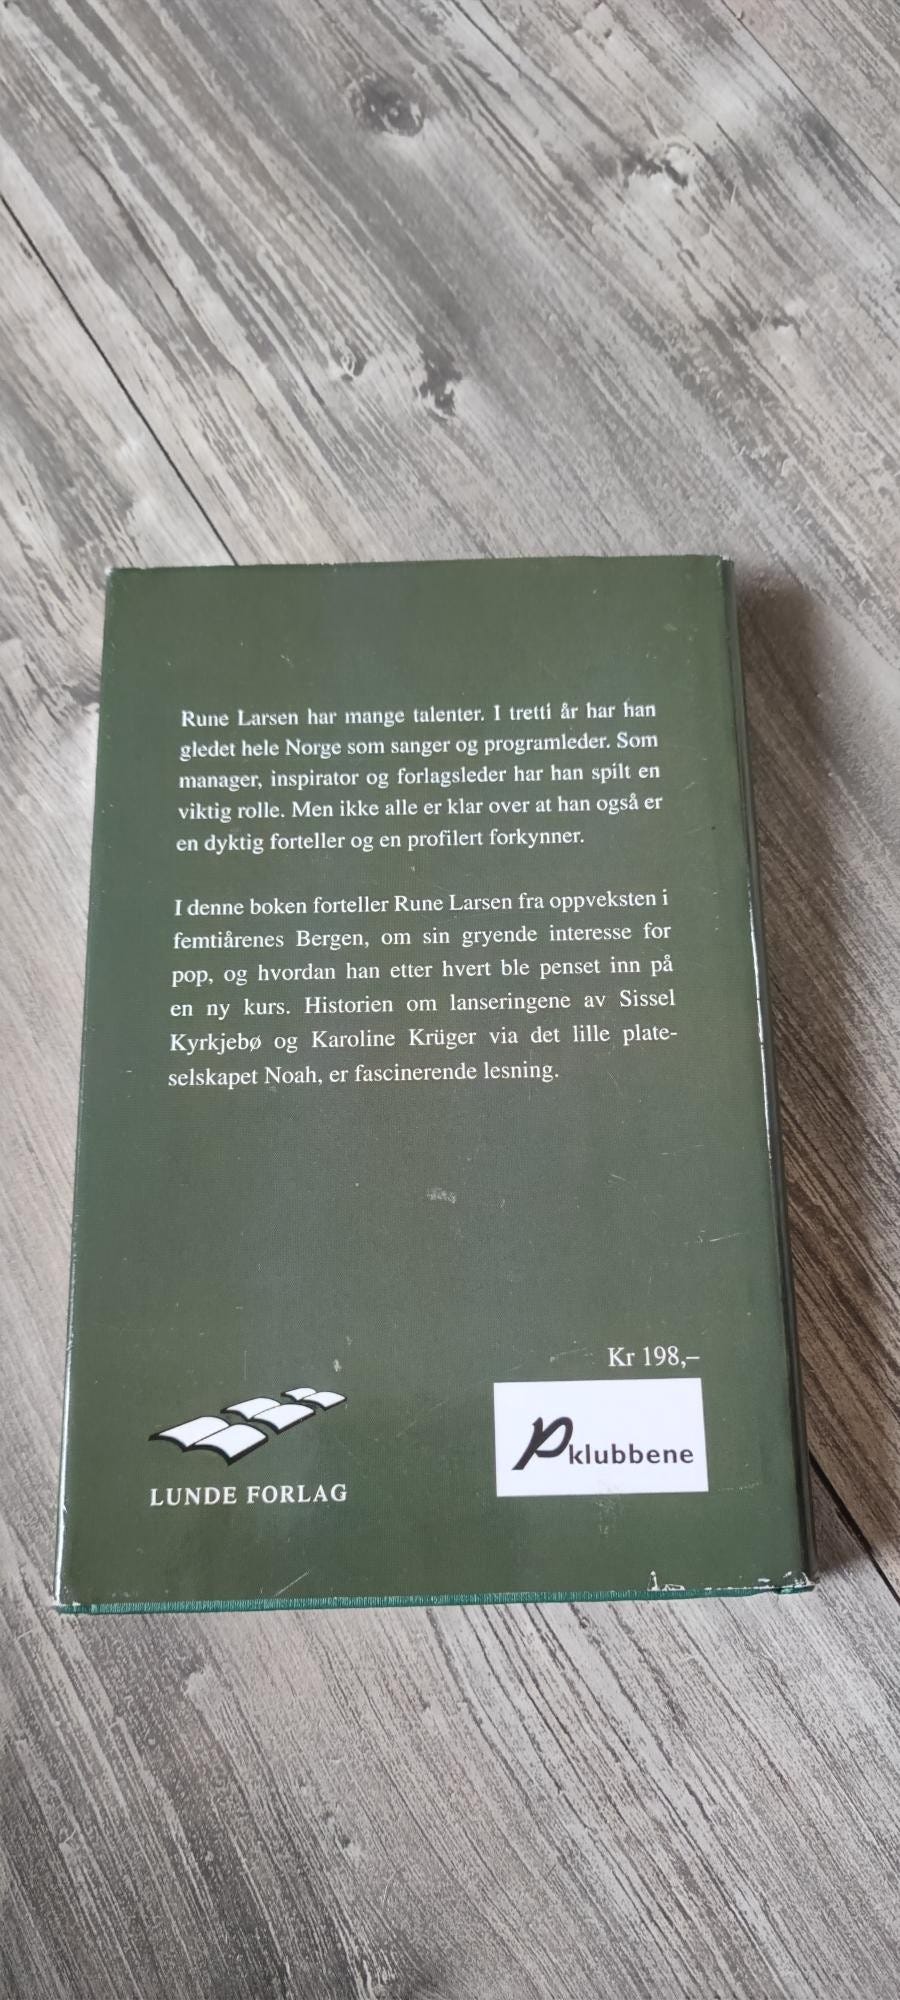 Rune Larsen har mange talenter. I tretti år har han
gledet hele Norge som sanger og programleder. Som
manager, inspirator og forlagsleder har han spilt en
viktig rolle. Men ikke alle er klar over at han også er
en dyktig forteller og en profilert forkynner.
I denne boken forteller Rune Larsen fra oppveksten i
femtiårenes Bergen, om sin gryende interesse for
pop, og hvordan han etter hvert ble penset inn på
en ny kurs. Historien om lanseringene av Sissel
Kyrkjebø og Karoline Krüger via det lille plate-
selskapet Noah, er fascinerende lesning.
Kr 198,–
pklubbene
LUNDE FORLAG